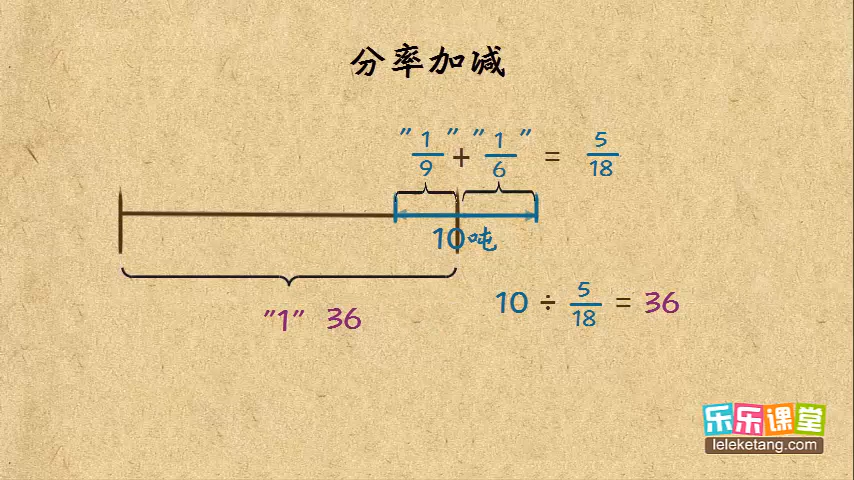 分率加减
"1/9" + "1/6" = 5/18
10吨
10 ÷ 5/18 = 36
"1" 36
乐乐课堂
leleketang.com